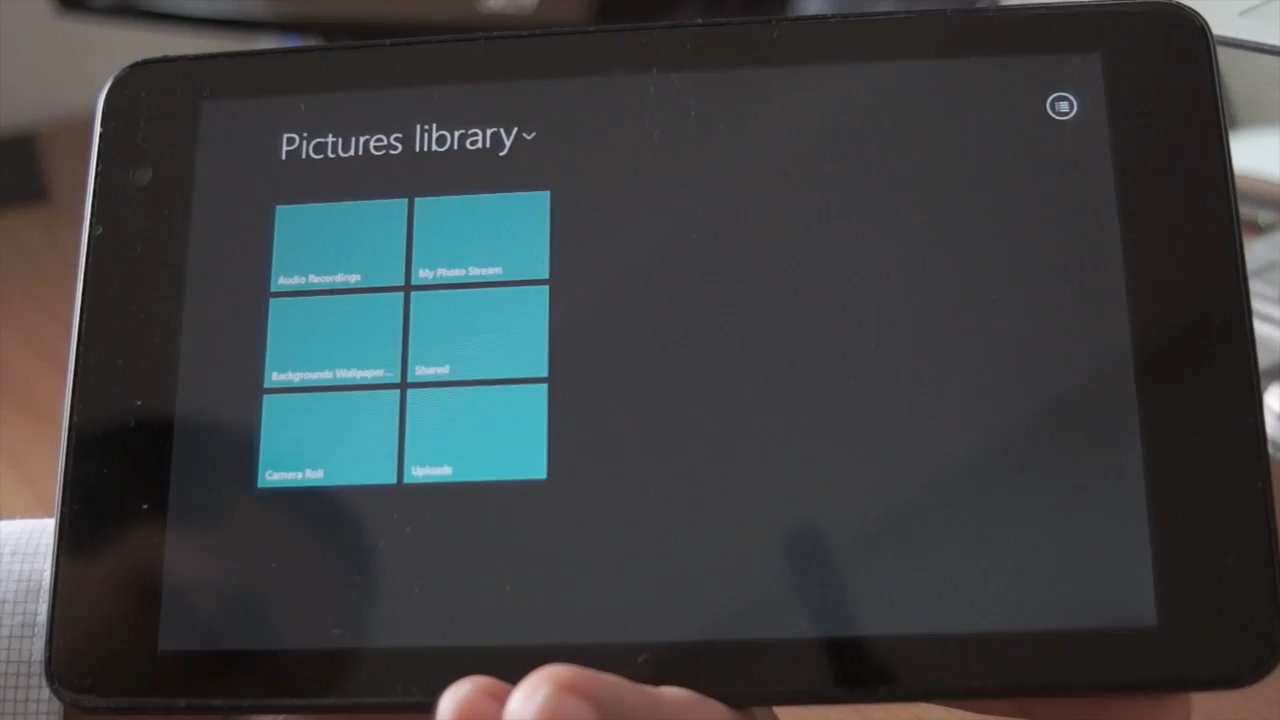 Pictures library
Audio Recordings
My Photo Stream
Backgrounds Wallpaper...
Shared
Camera Roll
Uploads